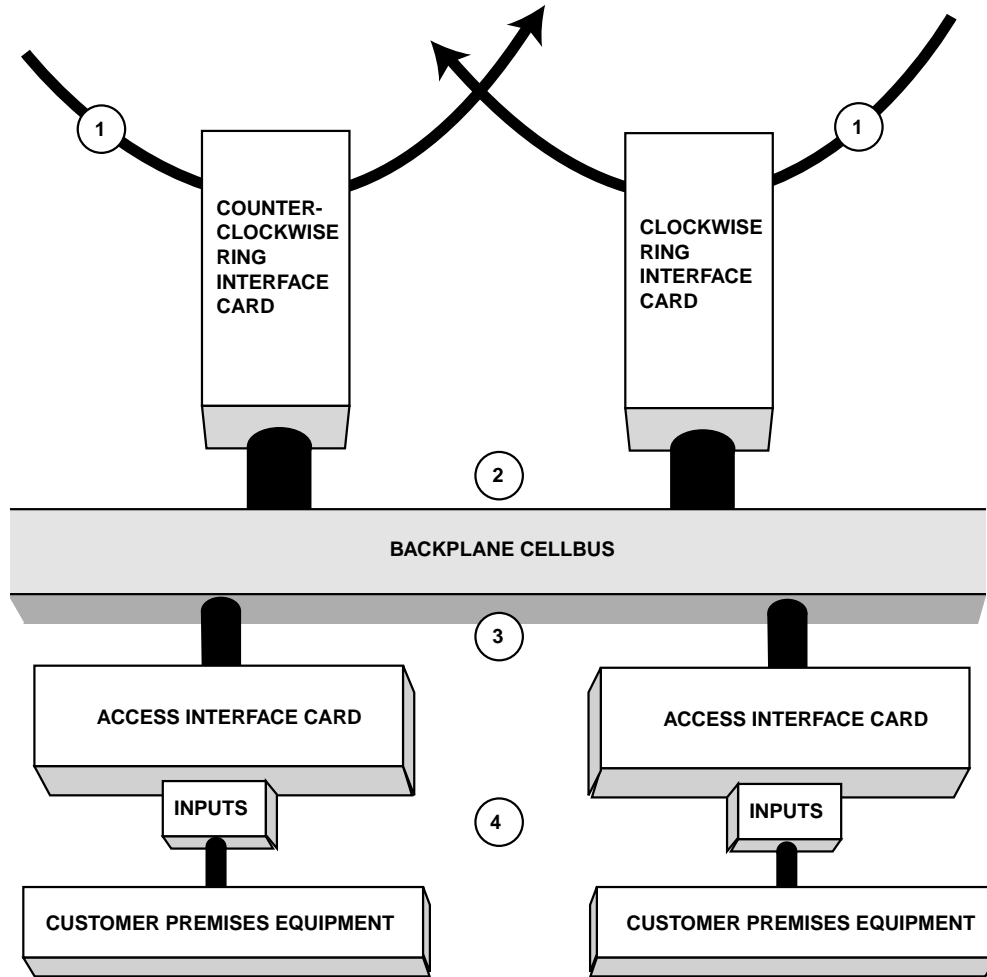 1
1
COUNTER-
CLOCKWISE
RING
INTERFACE
CARD
CLOCKWISE
RING
INTERFACE
CARD
2
BACKPLANE CELLBUS
3
ACCESS INTERFACE CARD
ACCESS INTERFACE CARD
INPUTS
4
INPUTS
CUSTOMER PREMISES EQUIPMENT
CUSTOMER PREMISES EQUIPMENT